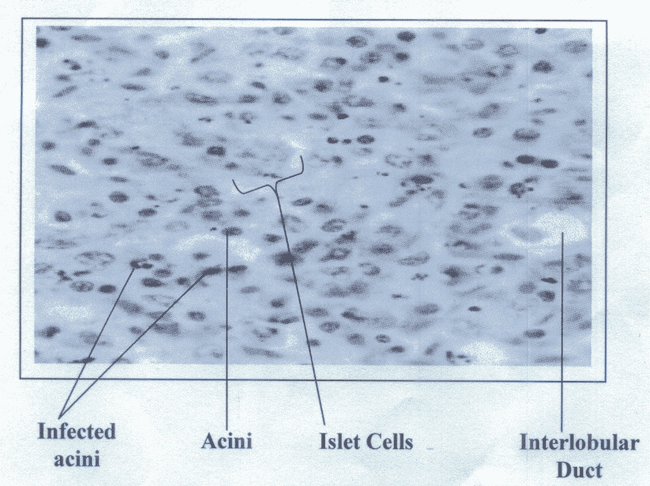 Infected
acini
Acini
Islet Cells
Interlobular
Duct